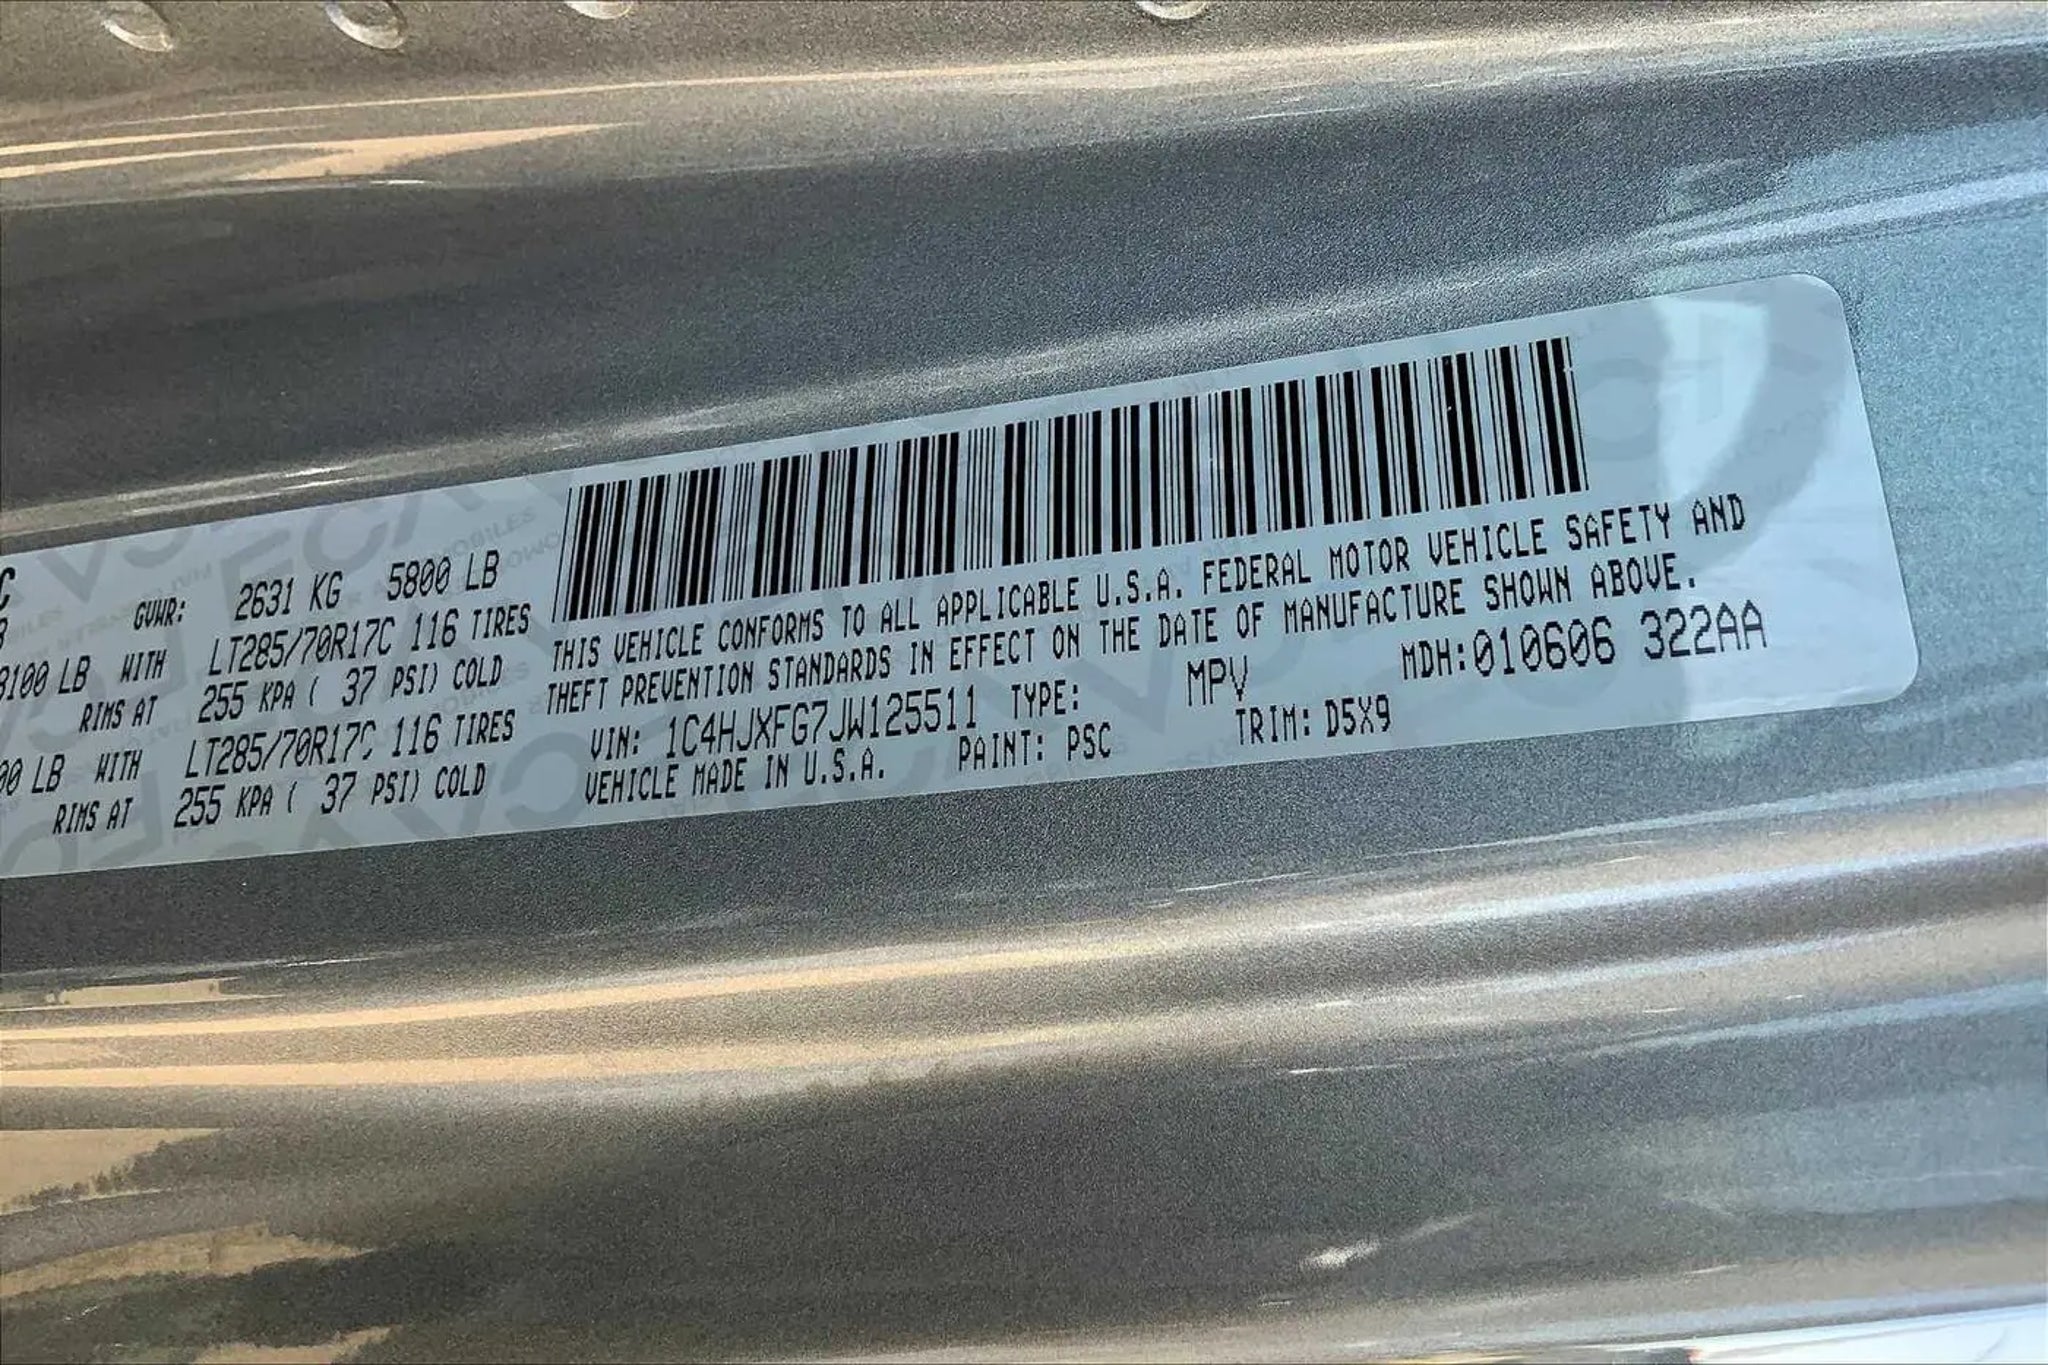 GVWR: 2631 KG 5800 LB
LB WITH LT285/70R17C 116 TIRES
RIMS AT 255 KPA ( 37 PSI) COLD
LB WITH LT285/70R17C 116 TIRES
RIMS AT 255 KPA ( 37 PSI) COLD
THIS VEHICLE CONFORMS TO ALL APPLICABLE U.S.A. FEDERAL MOTOR VEHICLE SAFETY AND
THEFT PREVENTION STANDARDS IN EFFECT ON THE DATE OF MANUFACTURE SHOWN ABOVE.
VIN: 1C4HJXFG7JW125511 TYPE: MPV MDH:010606 322AA
VEHICLE MADE IN U.S.A. PAINT: PSC TRIM: D5X9